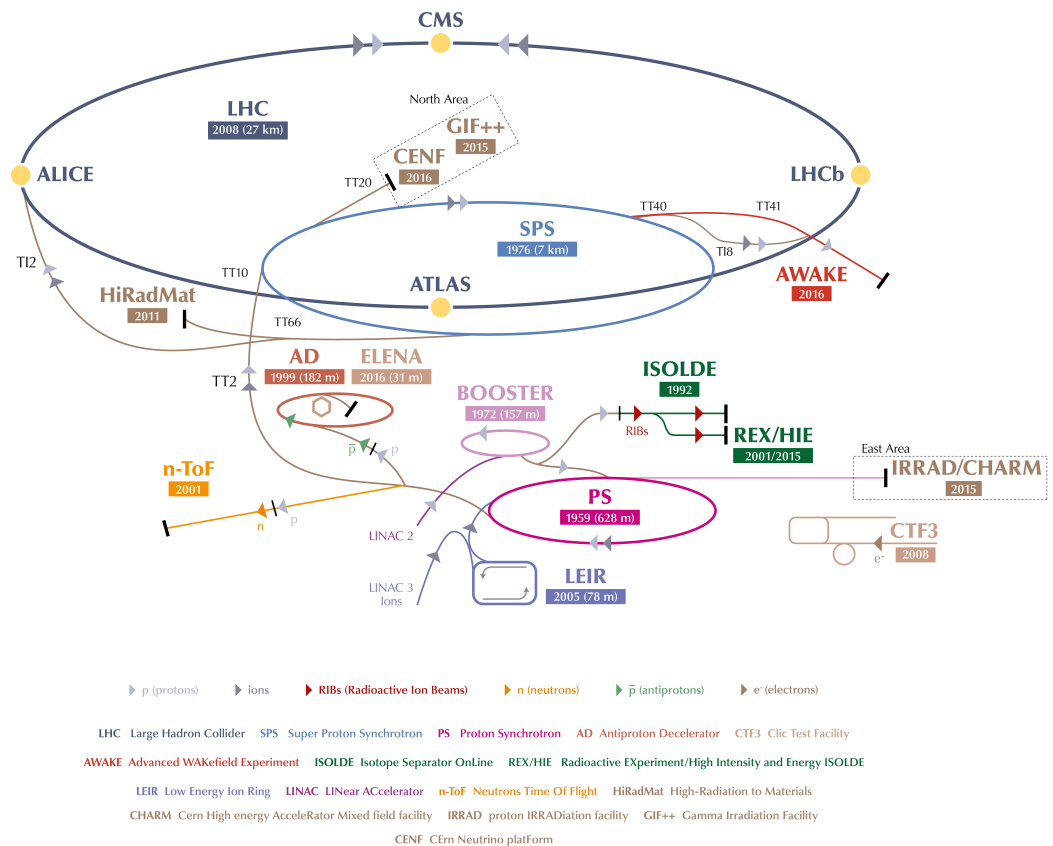 CMS
LHC
2008 (27 km)
North Area
GIF++
2015
CENF
2016
TT20
ALICE
LHCb
TT40
TT41
SPS
1976 (7 km)
TI8
TI2
TT10
ATLAS
AWAKE
2016
HiRadMat
2011
TT66
AD
1999 (182 m)
ELENA
2016 (31 m)
TT2
ISOLDE
1992
BOOSTER
1972 (157 m)
RIBs
REX/HIE
2001/2015
p̅
p
East Area
IRRAD/CHARM
2015
n-ToF
2001
PS
1959 (628 m)
n
p
LINAC 2
CTF3
2008
e-
LEIR
2005 (78 m)
LINAC 3
Ions
p (protons) ions RIBs (Radioactive Ion Beams) n (neutrons) p̅ (antiprotons) e- (electrons)
LHC Large Hadron Collider SPS Super Proton Synchrotron PS Proton Synchrotron AD Antiproton Decelerator CTF3 Clic Test Facility
AWAKE Advanced WAKefield Experiment ISOLDE Isotope Separator OnLine REX/HIE Radioactive EXperiment/High Intensity and Energy ISOLDE
LEIR Low Energy Ion Ring LINAC LINear ACcelerator n-ToF Neutrons Time Of Flight HiRadMat High-Radiation to Materials
CHARM Cern High energy AcceleRator Mixed field facility IRRAD proton IRRADiation facility GIF++ Gamma Irradiation Facility
CENF CErn Neutrino platForm